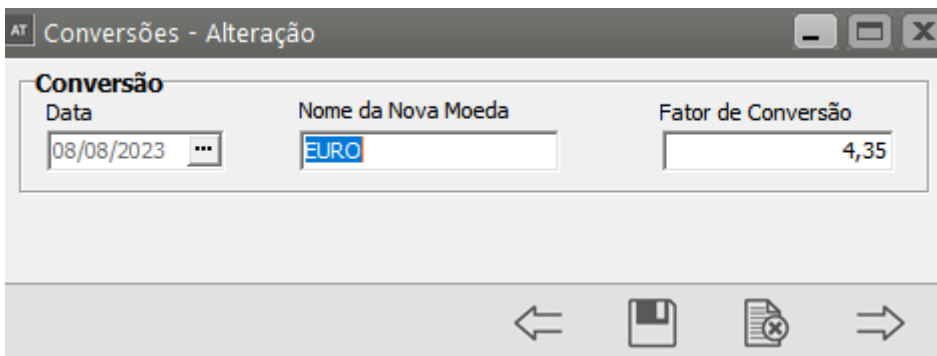 AT Conversões - Alteração
Conversão
Data Nome da Nova Moeda Fator de Conversão
08/08/2023 ... EURO 4,35